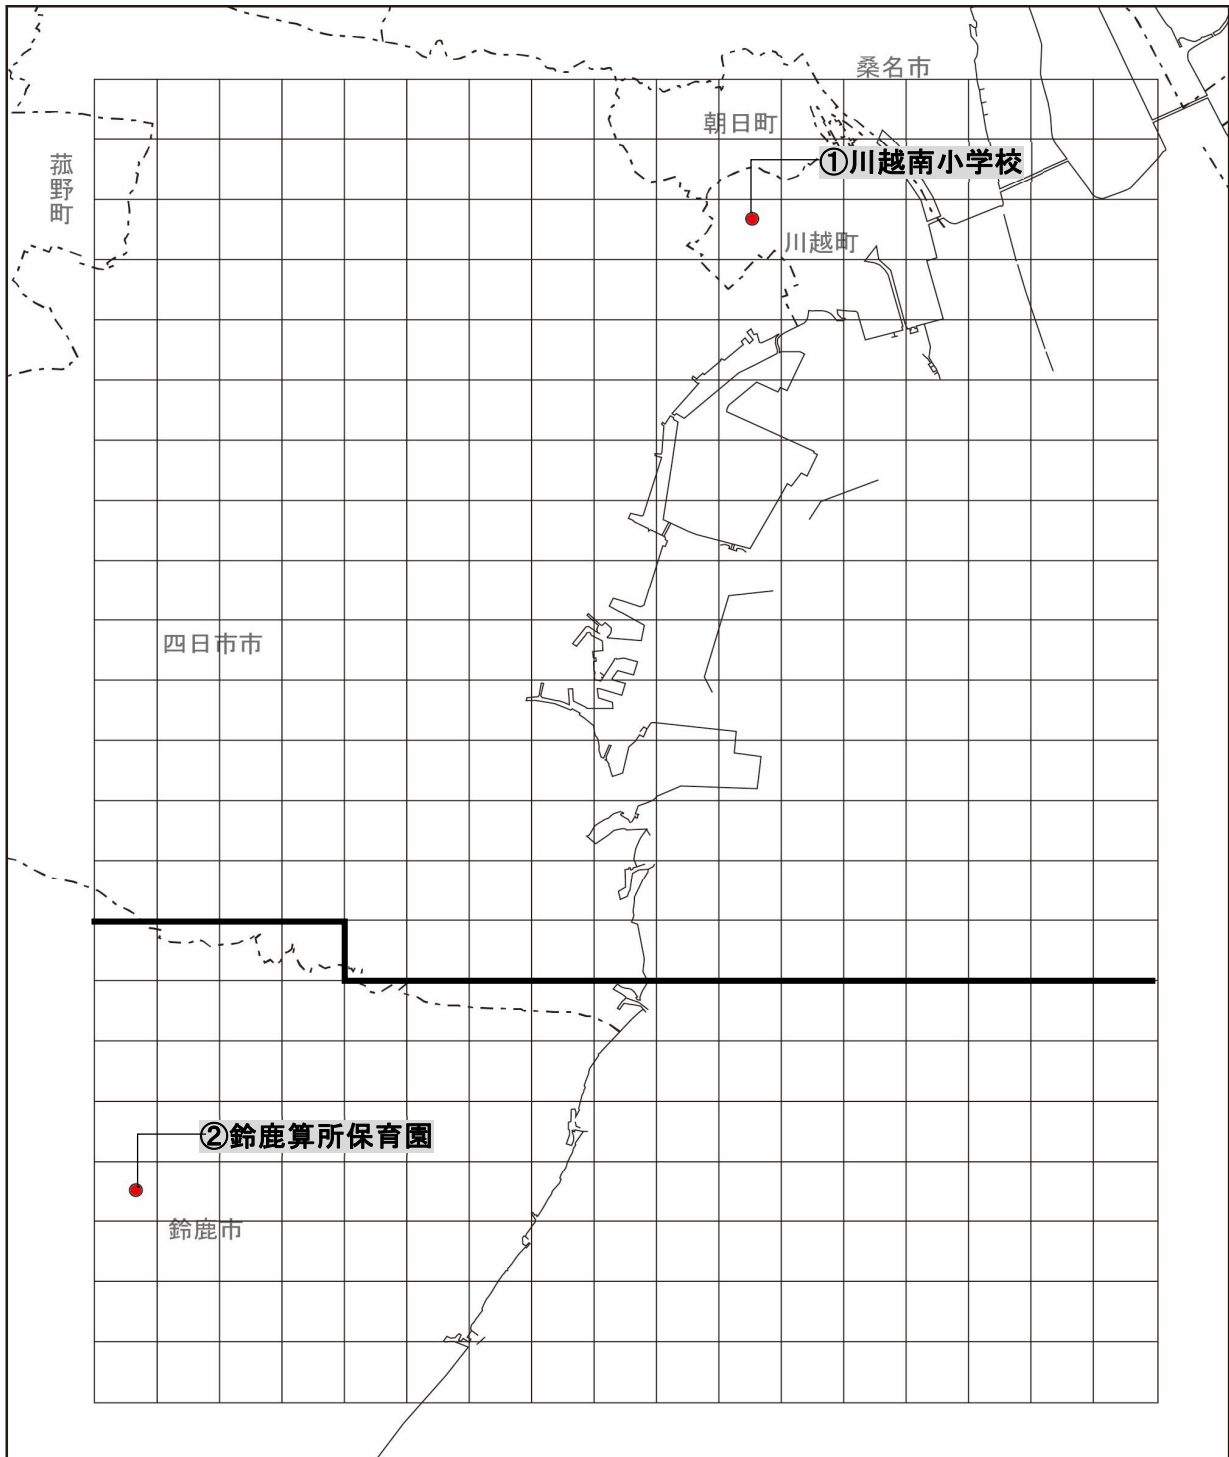 桑名市
朝日町
菰野町
①川越南小学校
川越町
四日市市
②鈴鹿算所保育園
鈴鹿市